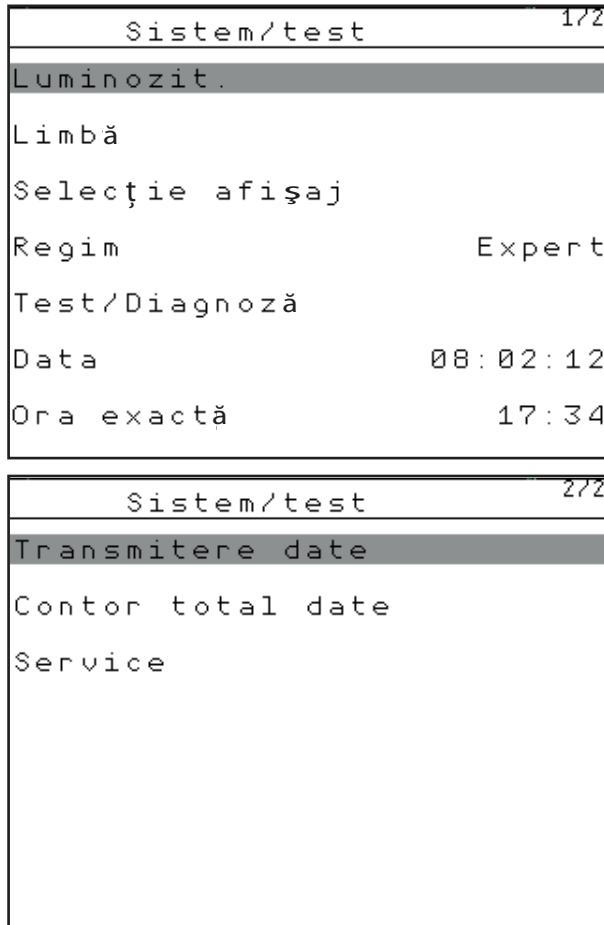 Sistem/test 1/2
Luminozit.
Limbă
Selecţie afişaj
Regim Expert
Test/Diagnoză
Data 08:02:12
Ora exactă 17:34
Sistem/test 2/2
Transmitere date
Contor total date
Service